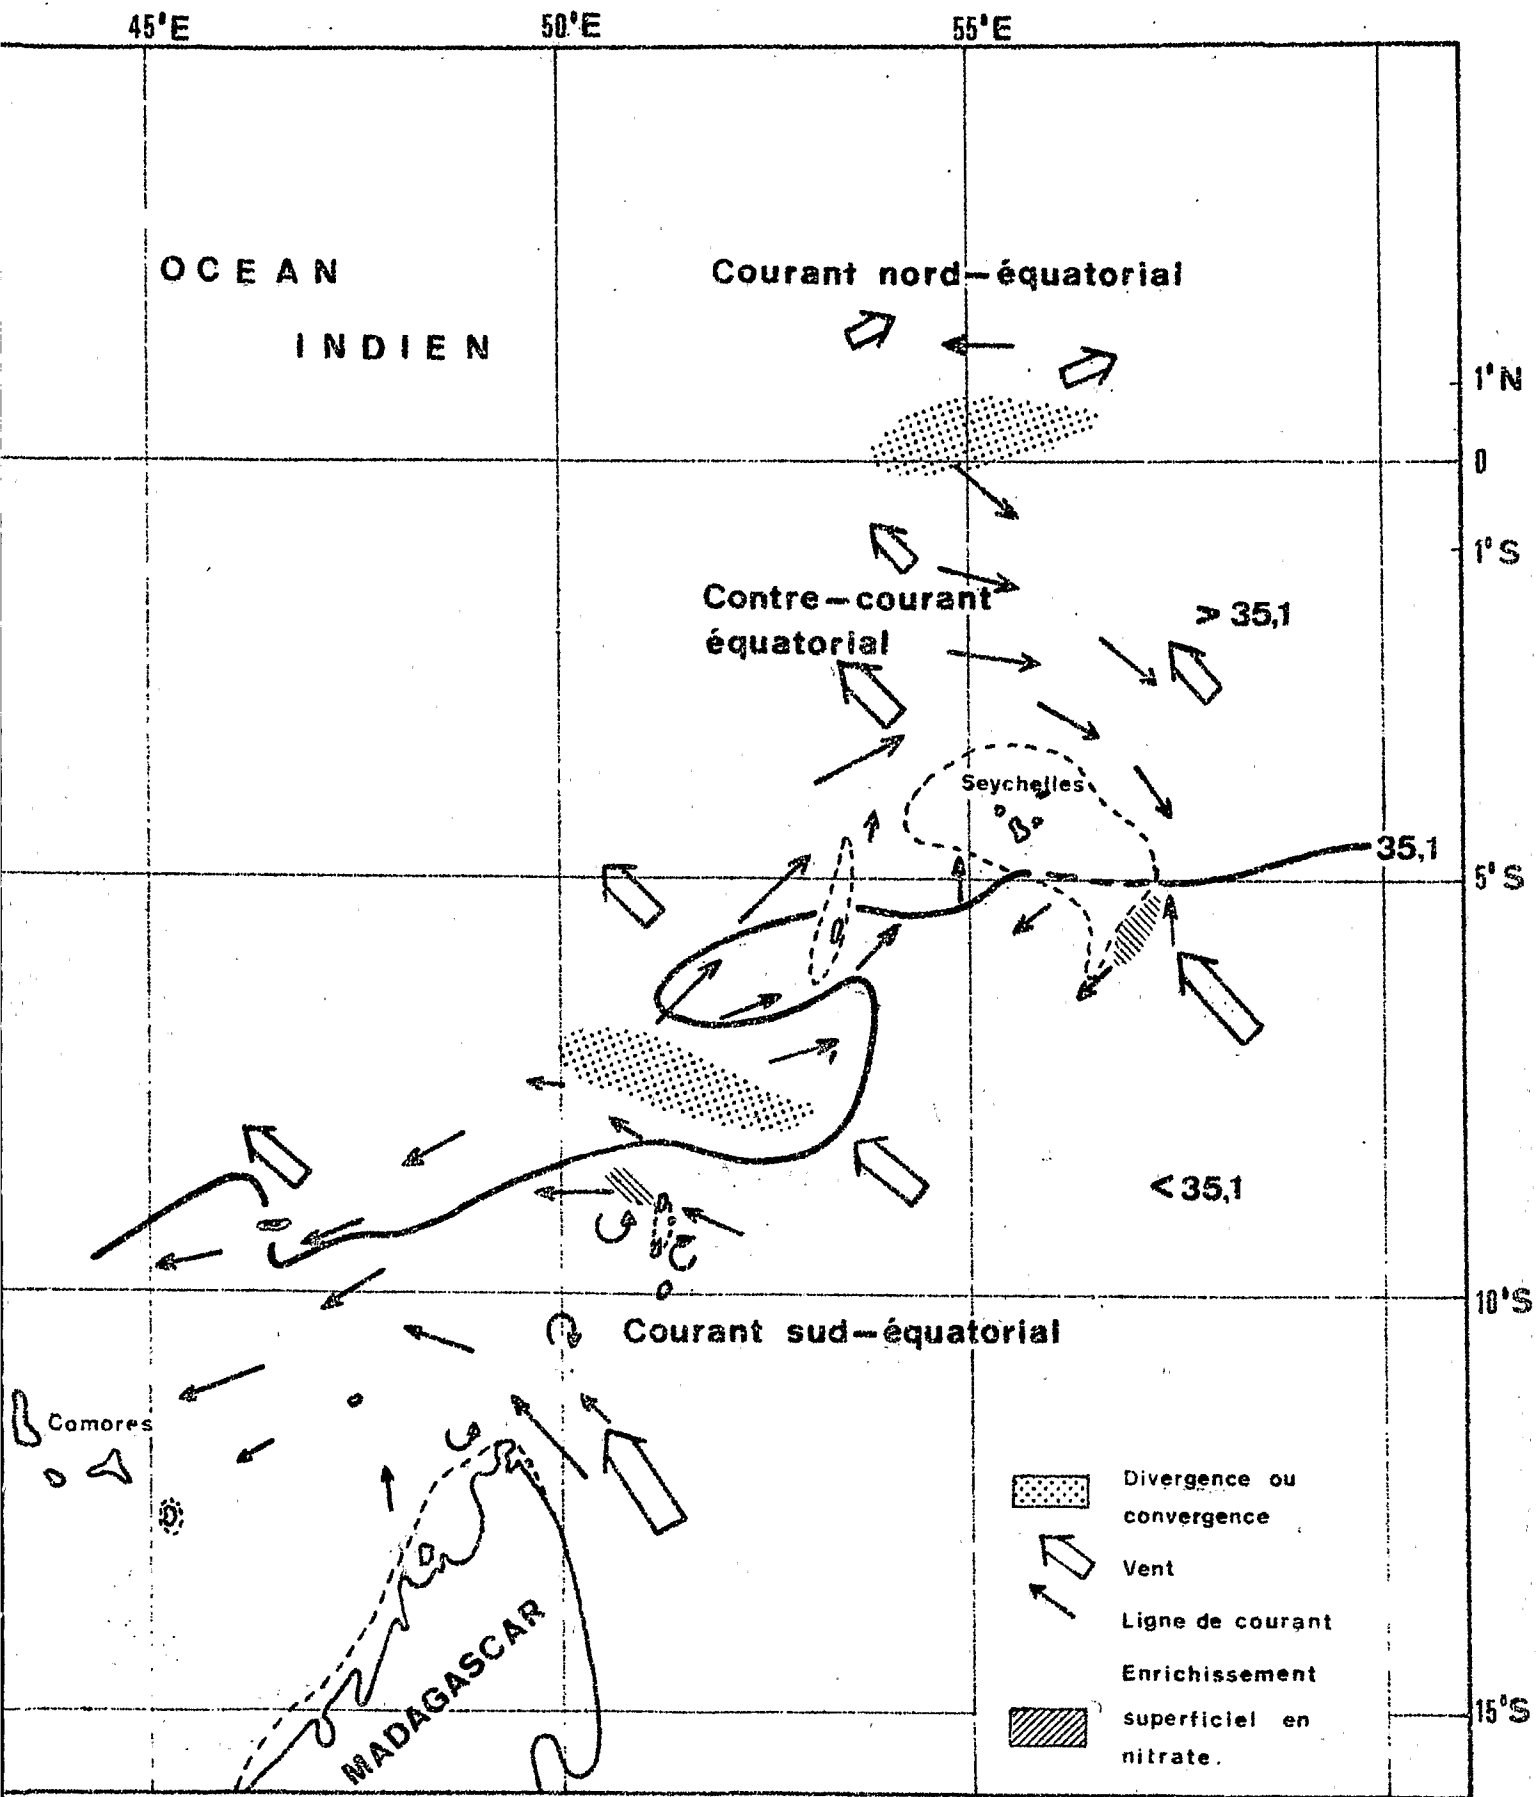 45°E 50°E 55°E
OCEAN
INDIEN
Courant nord-équatorial
1°N
0
1°S
Contre-courant
équatorial
> 35,1
Seychelles
35,1
5°S
< 35,1
10°S
Courant sud-équatorial
Comores
MADAGASCAR
Divergence ou
convergence
Vent
Ligne de courant
Enrichissement
superficiel en
nitrate.
15°S